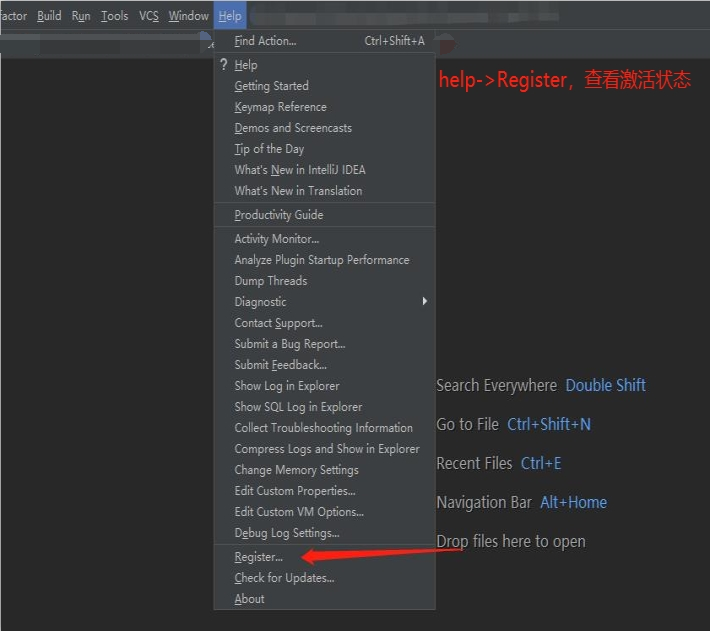 factor Build Run Tools VCS Window Help
Find Action... Ctrl+Shift+A
? Help
Getting Started
Keymap Reference
Demos and Screencasts
Tip of the Day
What's New in IntelliJ IDEA
What's New in Translation
Productivity Guide
Activity Monitor...
Analyze Plugin Startup Performance
Dump Threads
Diagnostic
Contact Support...
Submit a Bug Report...
Submit Feedback...
Show Log in Explorer
Show SQL Log in Explorer
Collect Troubleshooting Information
Compress Logs and Show in Explorer
Change Memory Settings
Edit Custom Properties...
Edit Custom VM Options...
Debug Log Settings...
Register...
Check for Updates...
About
help->Register，查看激活状态
Search Everywhere Double Shift
Go to File Ctrl+Shift+N
Recent Files Ctrl+E
Navigation Bar Alt+Home
Drop files here to open